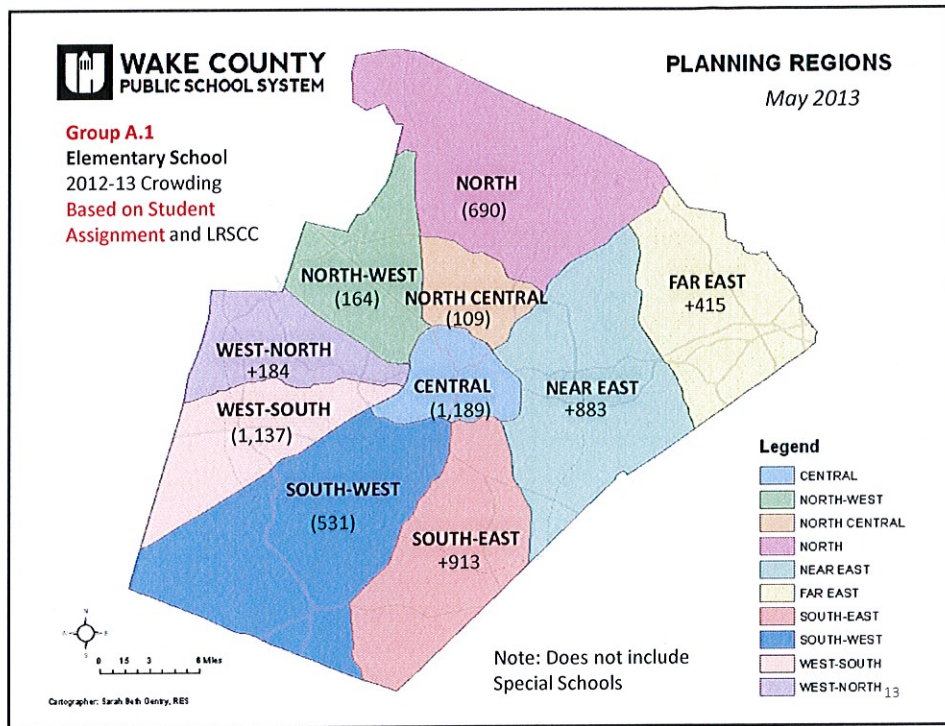 WAKE COUNTY
PUBLIC SCHOOL SYSTEM
PLANNING REGIONS
May 2013
Group A.1
Elementary School
2012-13 Crowding
Based on Student
Assignment and LRSCC
NORTH
(690)
NORTH-WEST
(164)
NORTH CENTRAL
(109)
FAR EAST
+415
WEST-NORTH
+184
CENTRAL
(1,189)
NEAR EAST
+883
WEST-SOUTH
(1,137)
SOUTH-WEST
(531)
SOUTH-EAST
+913
Legend
CENTRAL
NORTH-WEST
NORTH CENTRAL
NORTH
NEAR EAST
FAR EAST
SOUTH-EAST
SOUTH-WEST
WEST-SOUTH
WEST-NORTH
13
N
E
S
0 1.5 3 6 Miles
Note: Does not include
Special Schools
Cartographer: Sarah Beth Gentry, RES